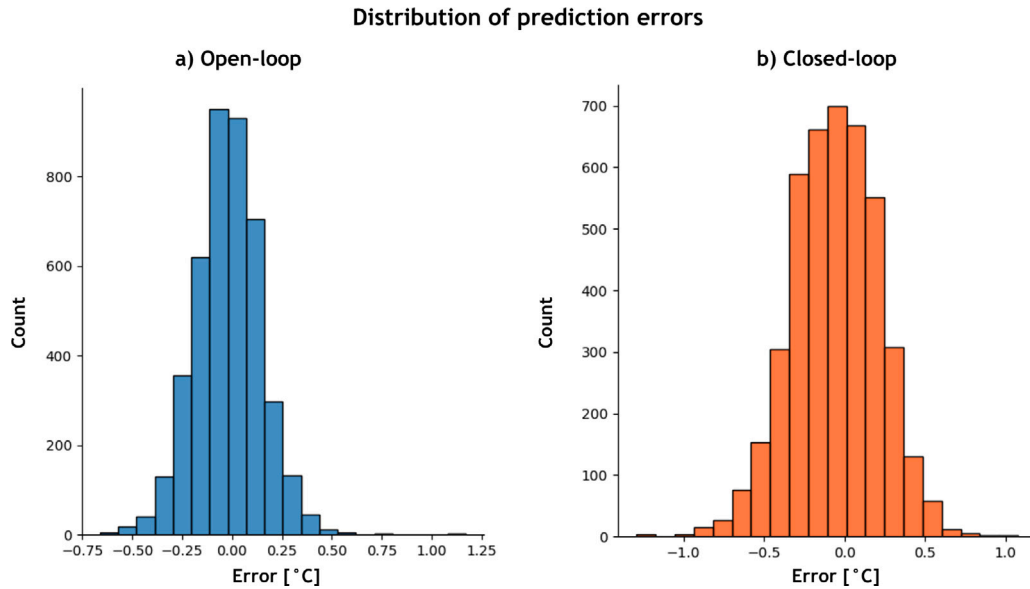 Distribution of prediction errors
a) Open-loop
Count
800
600
400
200
0
−0.75 −0.50 −0.25 0.00 0.25 0.50 0.75 1.00 1.25
Error [˚C]
b) Closed-loop
Count
700
600
500
400
300
200
100
0
−1.0 −0.5 0.0 0.5 1.0
Error [˚C]